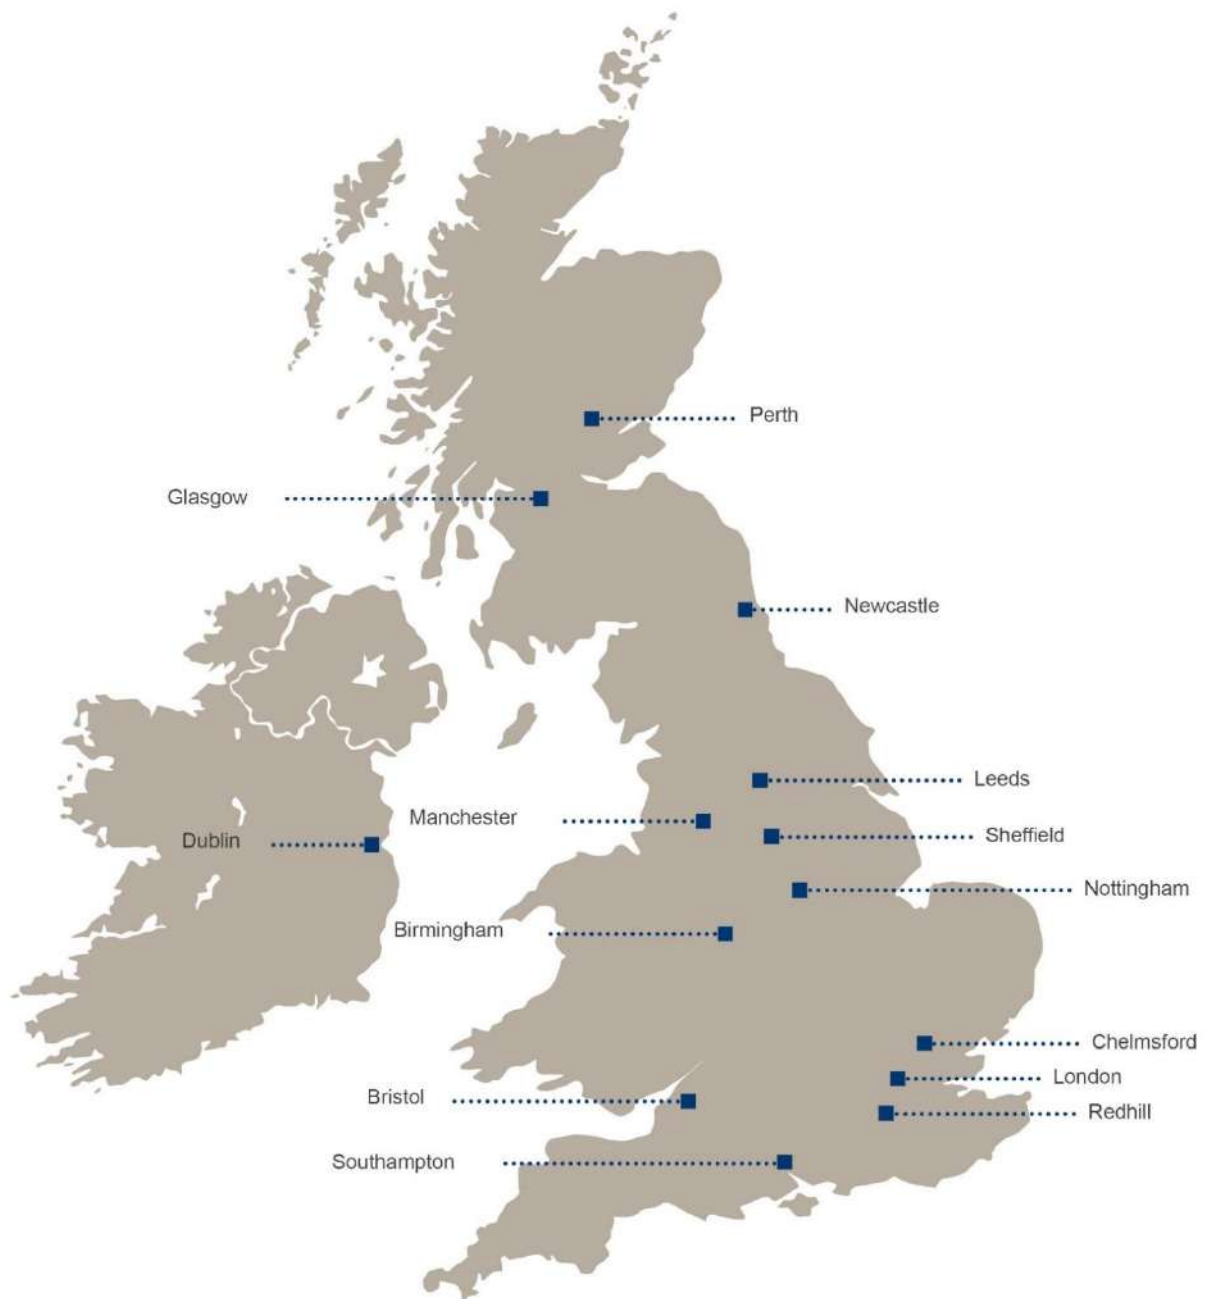 Perth
Glasgow
Newcastle
Leeds
Manchester
Sheffield
Dublin
Nottingham
Birmingham
Chelmsford
London
Bristol
Redhill
Southampton